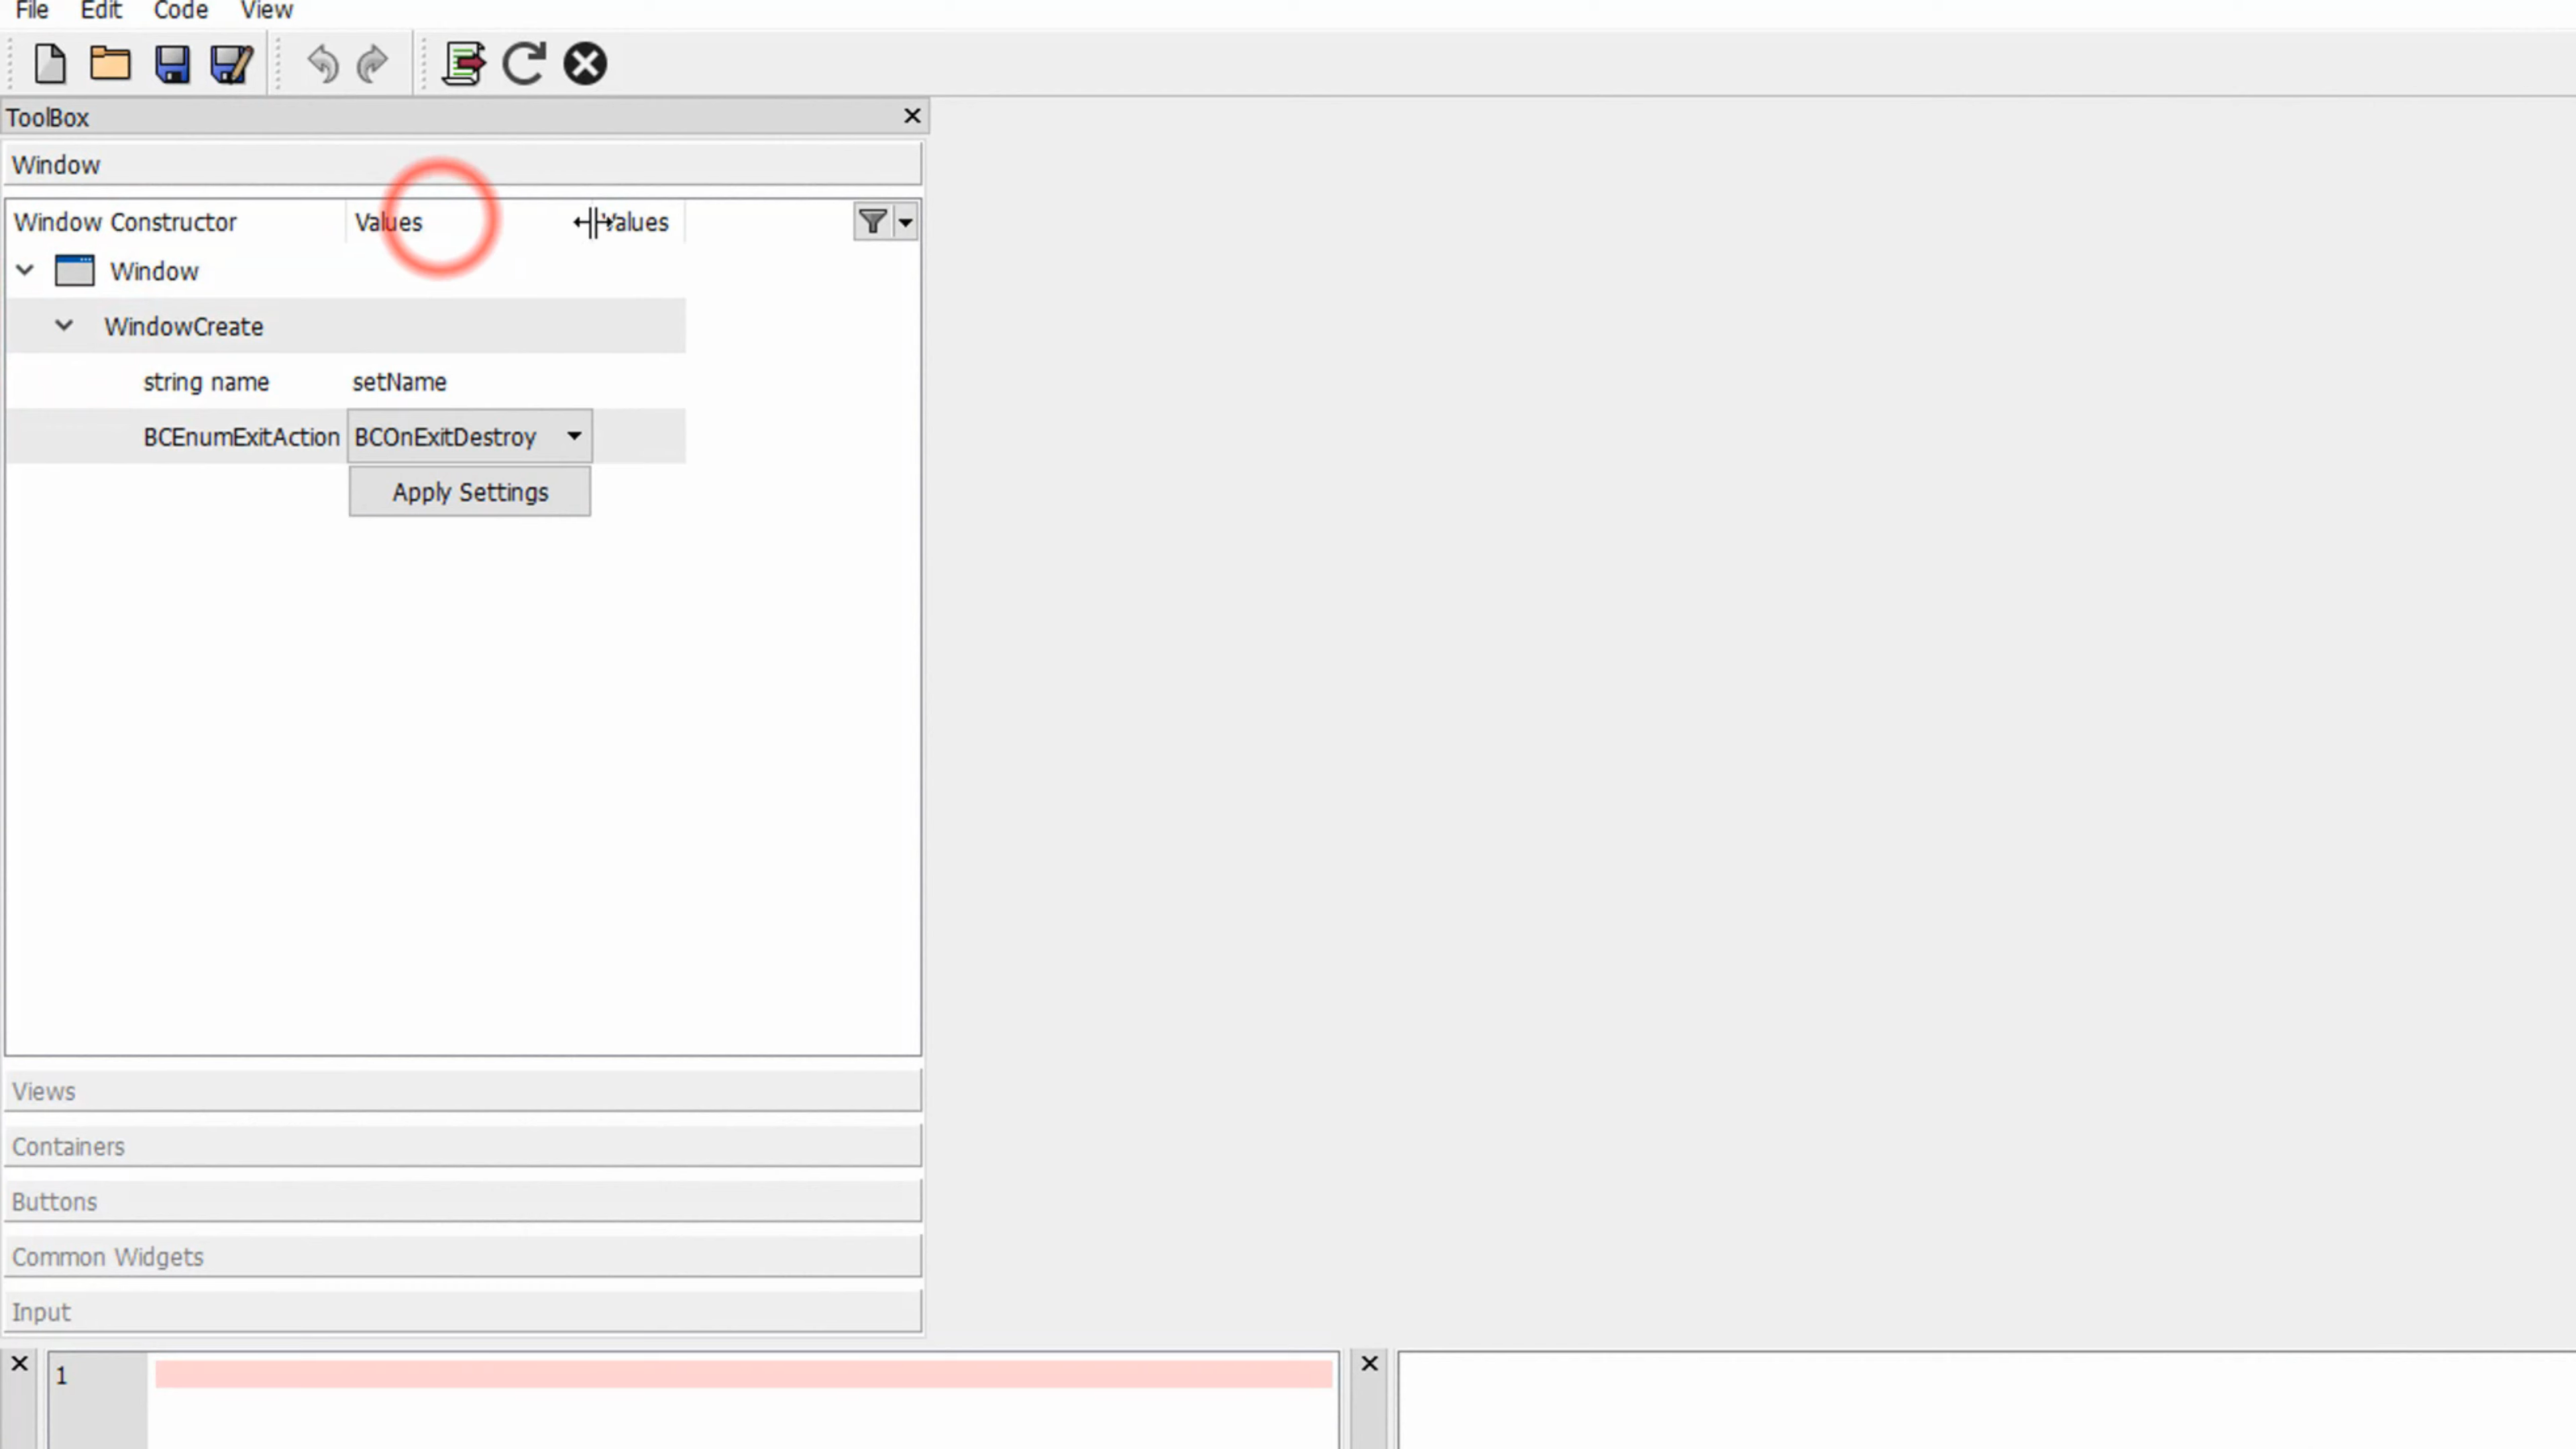 File Edit Code View
ToolBox
Window
Window Constructor Values Values
Window
WindowCreate
string name setName
BCEnumExitAction BCOnExitDestroy
Apply Settings
Views
Containers
Buttons
Common Widgets
Input
1